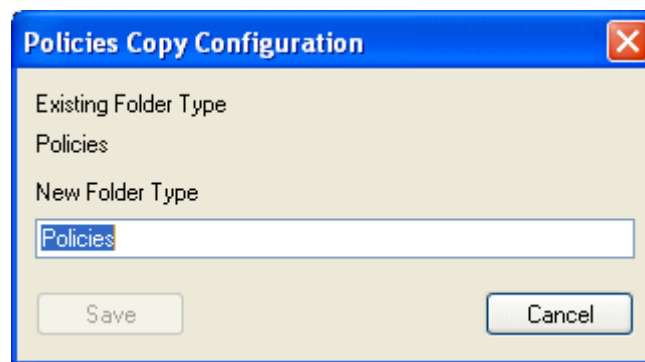 Policies Copy Configuration
Existing Folder Type
Policies
New Folder Type
Policies
Save
Cancel